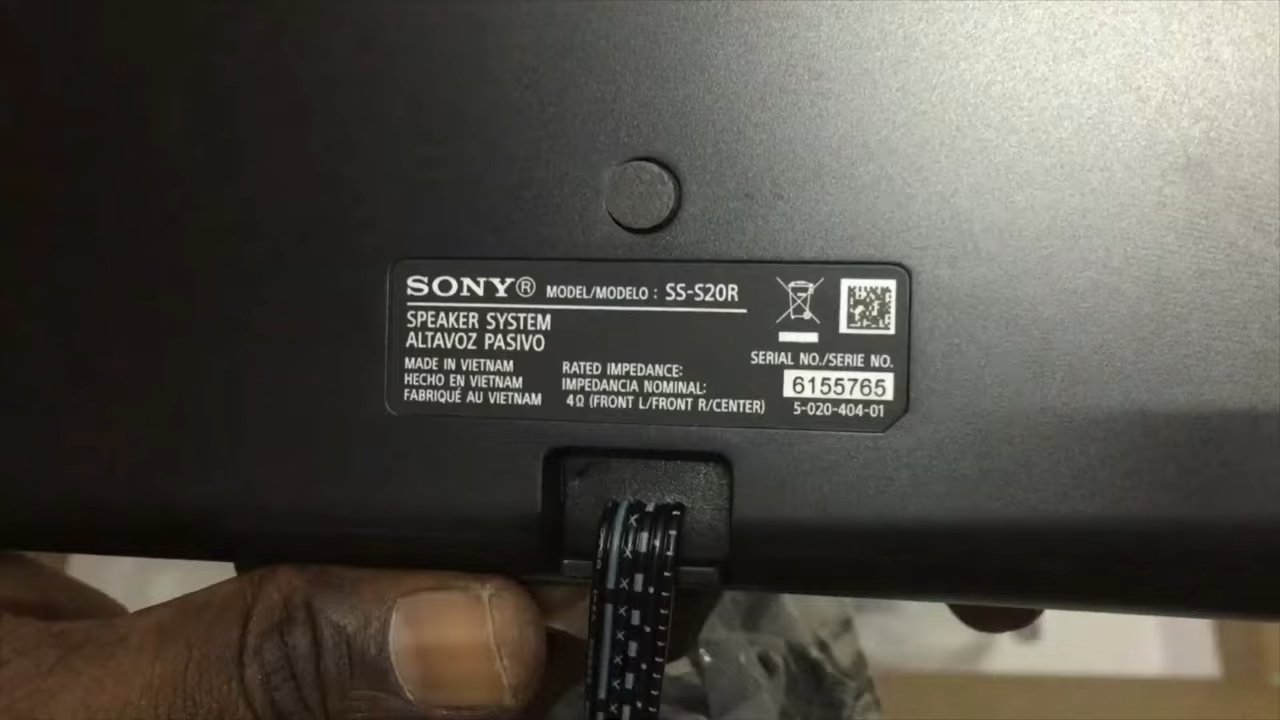 SONY® MODEL/MODELO : SS-S20R
SPEAKER SYSTEM
ALTAVOZ PASIVO
MADE IN VIETNAM
HECHO EN VIETNAM
FABRIQUÉ AU VIETNAM
RATED IMPEDANCE:
IMPEDANCIA NOMINAL:
4Ω (FRONT L/FRONT R/CENTER)
SERIAL NO./SERIE NO.
6155765
5-020-404-01